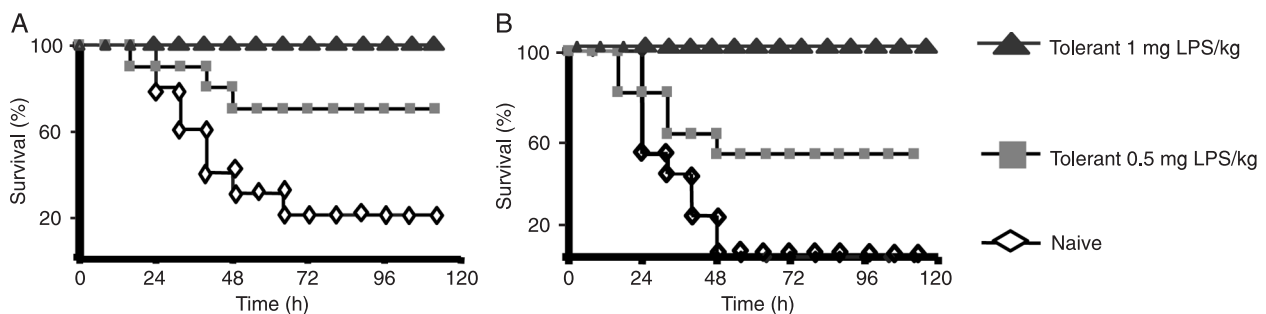 A
100
60
20
Survival (%)
0 24 48 72 96 120
Time (h)
B
100
60
20
Survival (%)
0 24 48 72 96 120
Time (h)
Tolerant 1 mg LPS/kg
Tolerant 0.5 mg LPS/kg
Naive